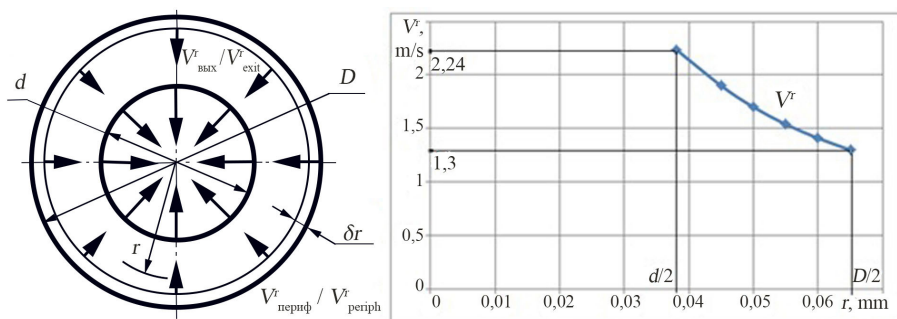 V^r_вых/V^r_exit
d
D
r
δr
V^r_периф / V^r_periph
V^r,
m/s
2,24
2
V^r
1,5
1,3
1
0,5
d/2
D/2
0
0 0,01 0,02 0,03 0,04 0,05 0,06 r, mm